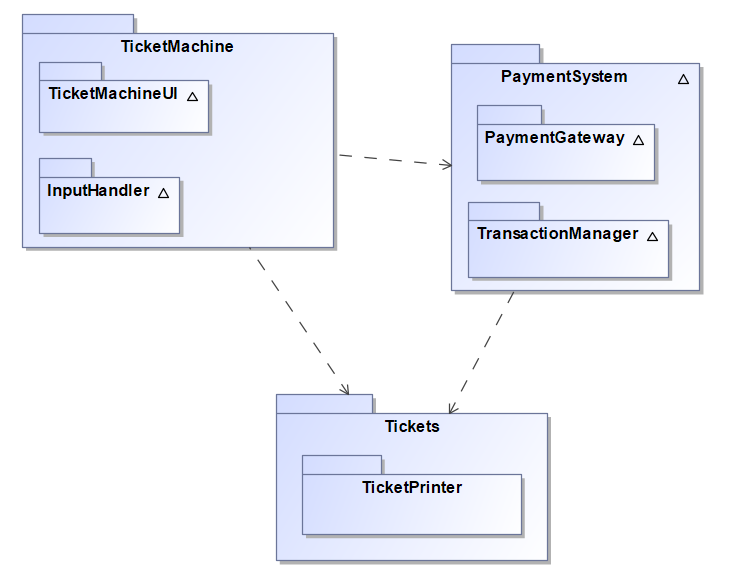 TicketMachine
TicketMachineUI
InputHandler
PaymentSystem
PaymentGateway
TransactionManager
Tickets
TicketPrinter